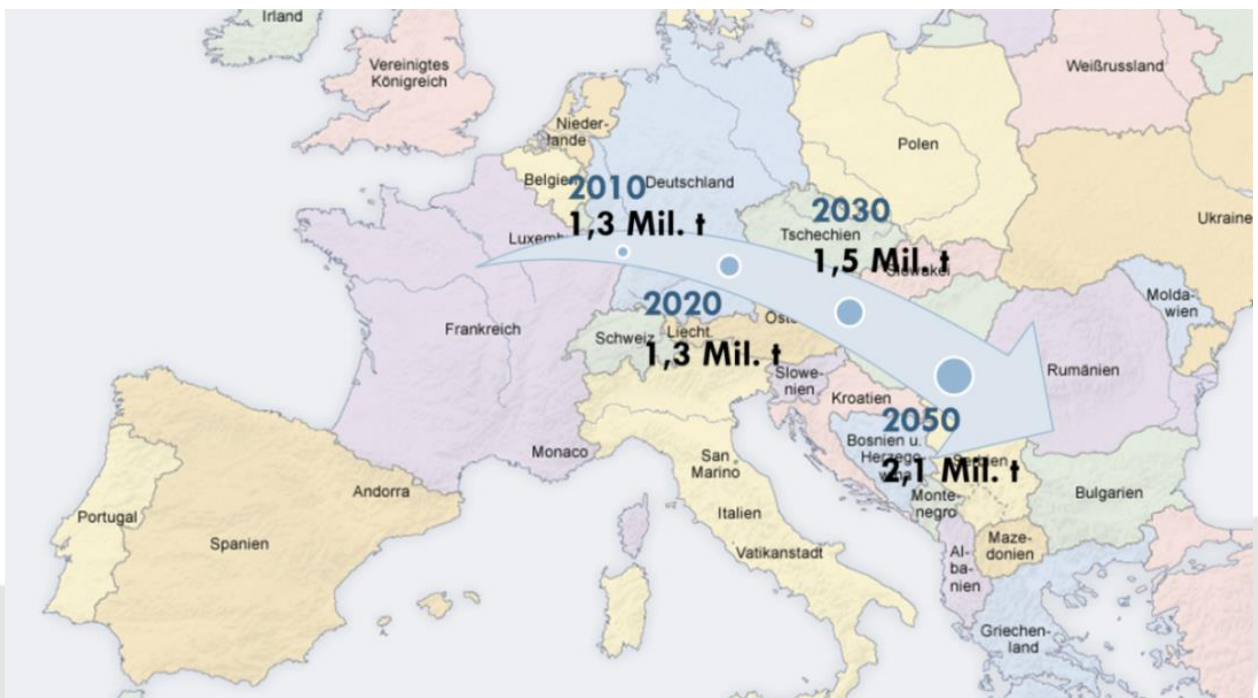 Irland
Vereinigtes
Königreich
Weißrussland
Nieder-
lande
Polen
Belgien
2010
Deutschland
1,3 Mil. t
2030
Tschechien
Ukraine
Luxemb
1,5 Mil. t
Slowakei
2020
Molda-
wien
Frankreich
Schweiz
Liecht.
Öste
1,3 Mil. t
Slowe-
nien
Rumänien
Kroatien
2050
Bosnien u.
Herzego-
wina
Monaco
San
Marino
Serbien
2,1 Mil. t
Andorra
Monte-
negro
Bulgarien
Portugal
Italien
Spanien
Vatikanstadt
Maze-
donien
Al-
ba-
nien
Griechen-
land